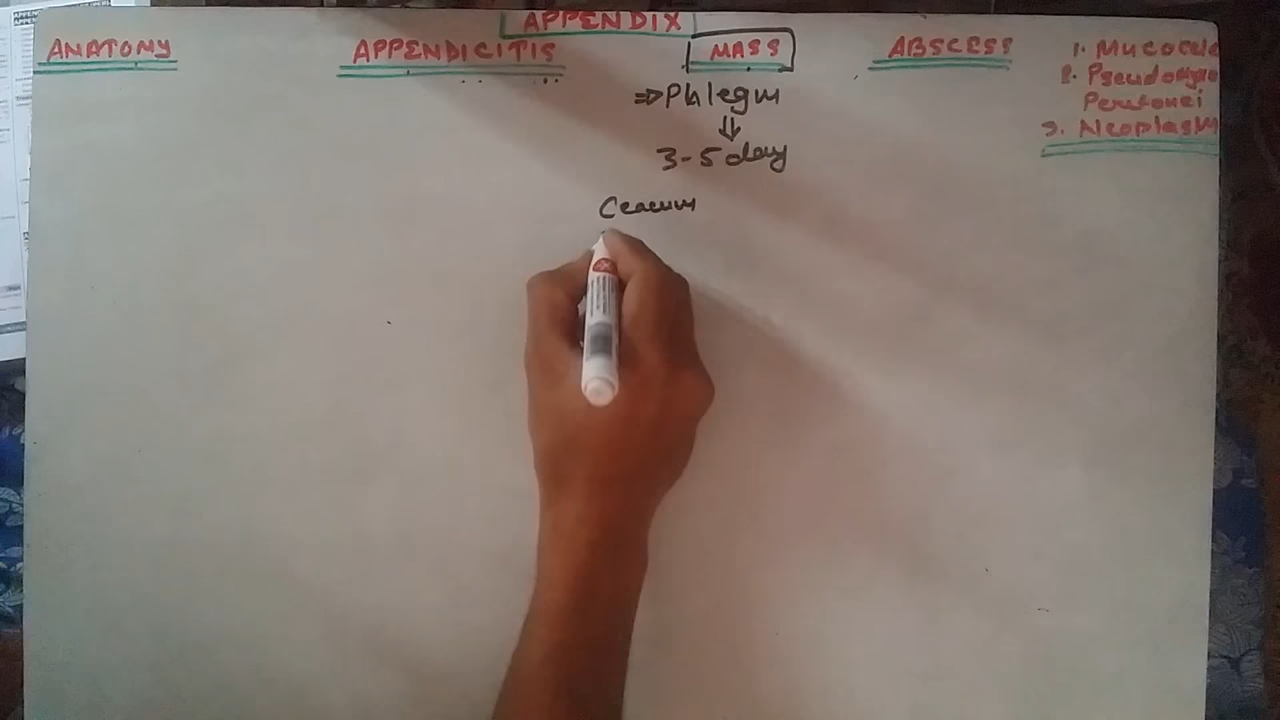 APPENDIX
ANATOMY
APPENDICITIS
MASS
ABSCESS
1. Mucocele
2. Pseudomyxo
Peritonei
3. Neoplasm
⇒Phlegm
⇓
3-5 day
Ceacum